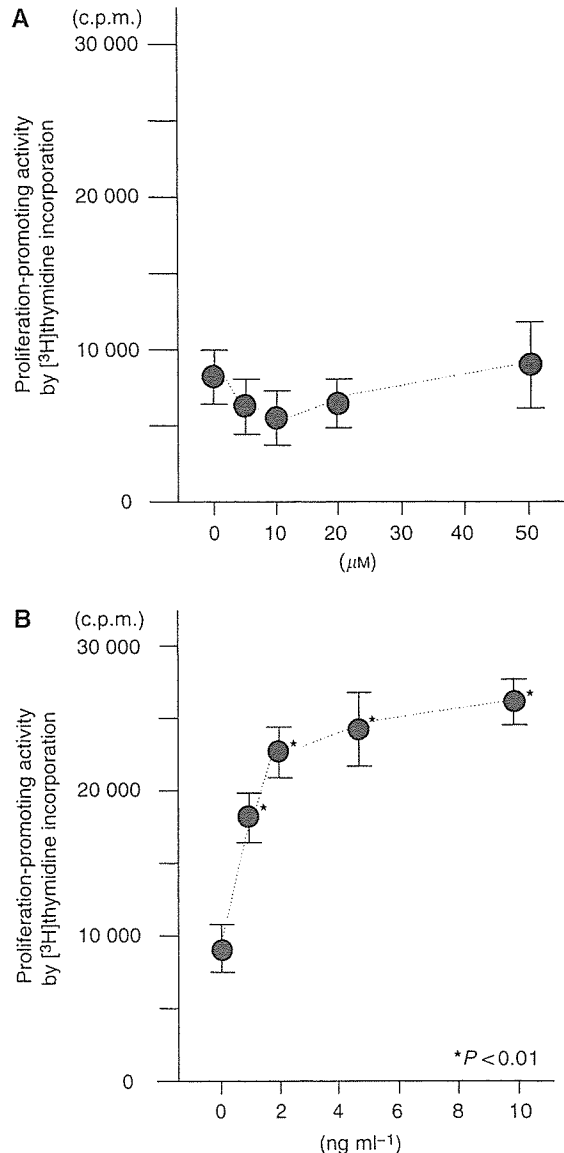 A
(c.p.m.)
30 000
20 000
10 000
0
Proliferation-promoting activity
by [³H]thymidine incorporation
0 10 20 30 40 50
(μM)
B
(c.p.m.)
30 000
20 000
10 000
0
Proliferation-promoting activity
by [³H]thymidine incorporation
*
*
*
*
*P<0.01
0 2 4 6 8 10
(ng ml⁻¹)